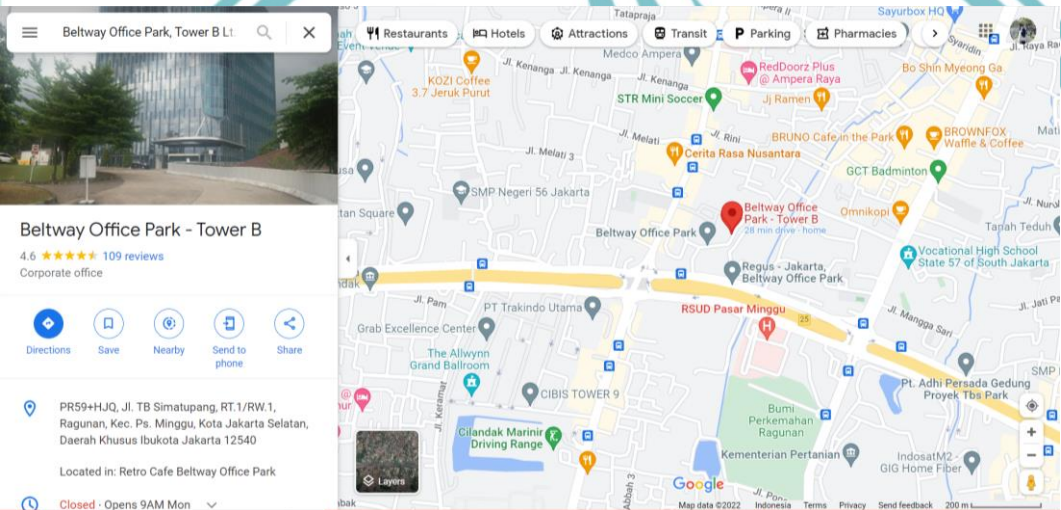 Beltway Office Park, Tower B Lt
Beltway Office Park - Tower B
4.6
109 reviews
Corporate office
Directions
Save
Nearby
Send to
phone
Share
PR59+HJQ, Jl. TB Simatupang, RT.1/RW.1,
Ragunan, Kec. Ps. Minggu, Kota Jakarta Selatan,
Daerah Khusus Ibukota Jakarta 12540
Located in: Retro Cafe Beltway Office Park
Closed · Opens 9AM Mon
Restaurants
Hotels
Attractions
Transit
Parking
Pharmacies
Tatapraja
Sayurbox HQ
Syaridin
Medco Ampera
KOZI Coffee
3.7 Jeruk Purut
Jl. Kenanga
Jl. Kenanga
Jl. Kenanga
RedDoorz Plus
@ Ampera Raya
Bo Shin Myeong Ga
STR Mini Soccer
Jj Ramen
Jl. Melati
Jl. Rini
BRUNO Cafe in the Park
BROWNFOX
Waffle & Coffee
Jl. Melati 3
Cerita Rasa Nusantara
GCT Badminton
SMP Negeri 56 Jakarta
tan Square
Beltway Office
Park - Tower B
28 min drive - home
Omnikopi
Beltway Office Park
Tanah Teduh
Vocational High School
State 57 of South Jakarta
Regus - Jakarta,
Beltway Office Park
Jl. Pam
PT Trakindo Utama
RSUD Pasar Minggu
25
Jl. Mangga Sari
Jl. Jati Pa
Grab Excellence Center
The Allwynn
Grand Ballroom
Jl. Keramat
CIBIS TOWER 9
SMP
Pt. Adhi Persada Gedung
Proyek Tbs Park
Bumi
Perkemahan
Ragunan
Cilandak Marinir
Driving Range
Kementerian Pertanian
IndosatM2 -
GIG Home Fiber
Layers
Google
Map data ©2022
Indonesia
Terms
Privacy
Send feedback
200 m